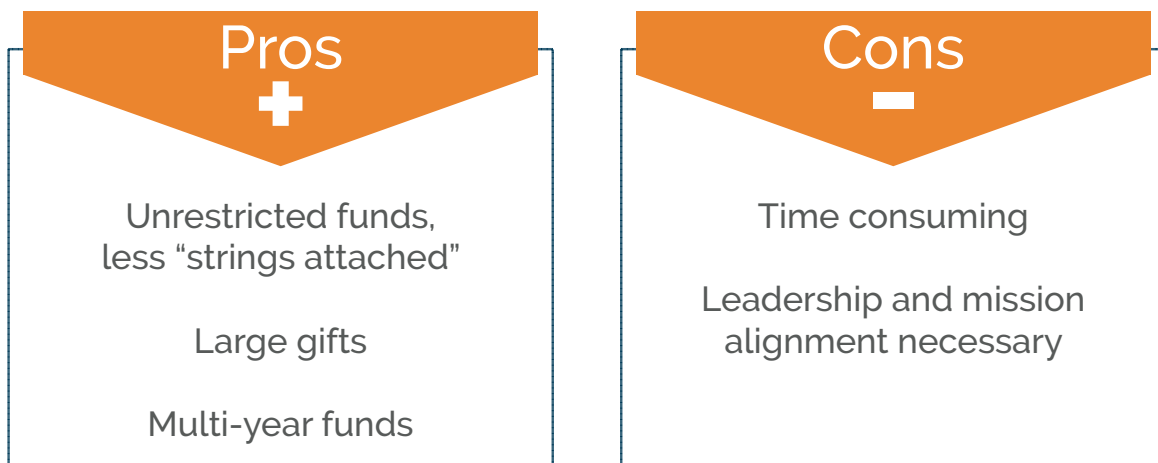 Pros
Unrestricted funds,
less “strings attached”
Large gifts
Multi-year funds
Cons
Time consuming
Leadership and mission
alignment necessary